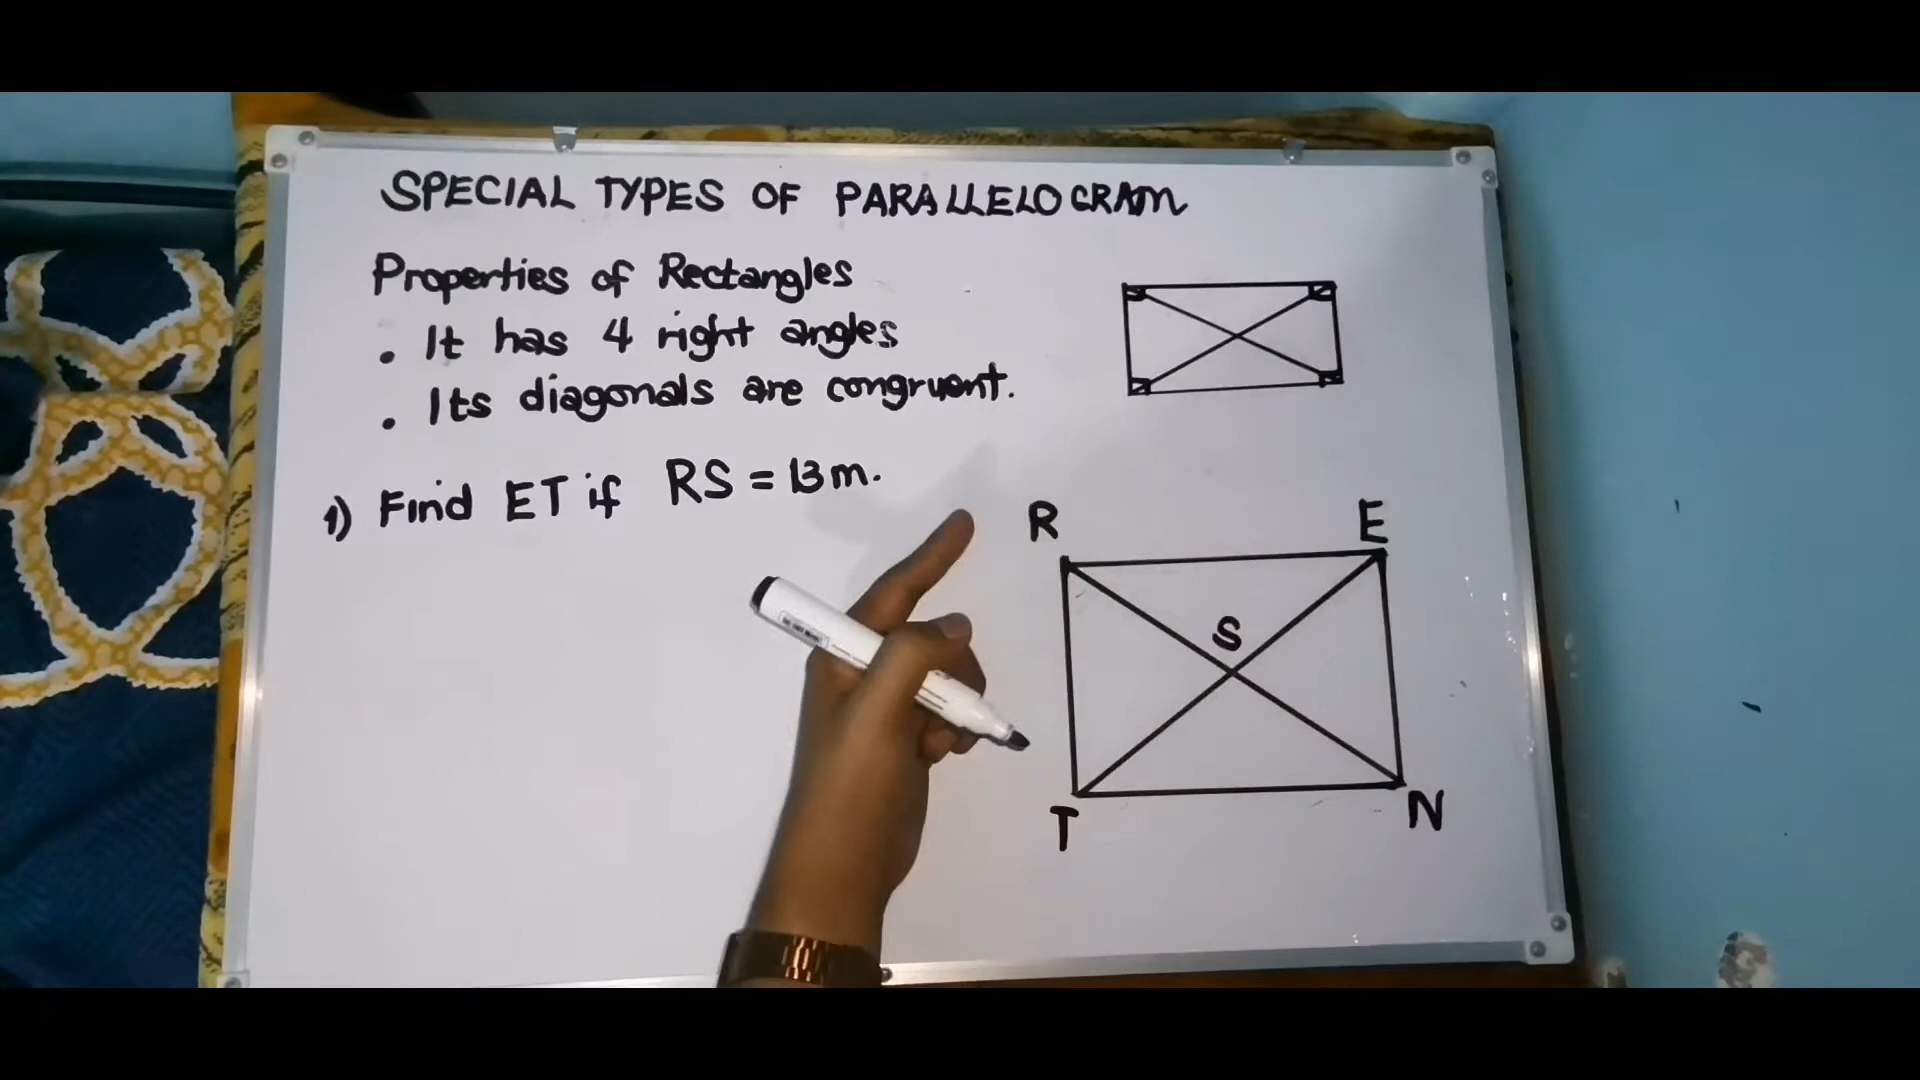 SPECIAL TYPES OF PARALLELOGRAM
Properties of Rectangles
• It has 4 right angles
• Its diagonals are congruent.
1) Find ET if RS = 13m.
R
E
S
T
N